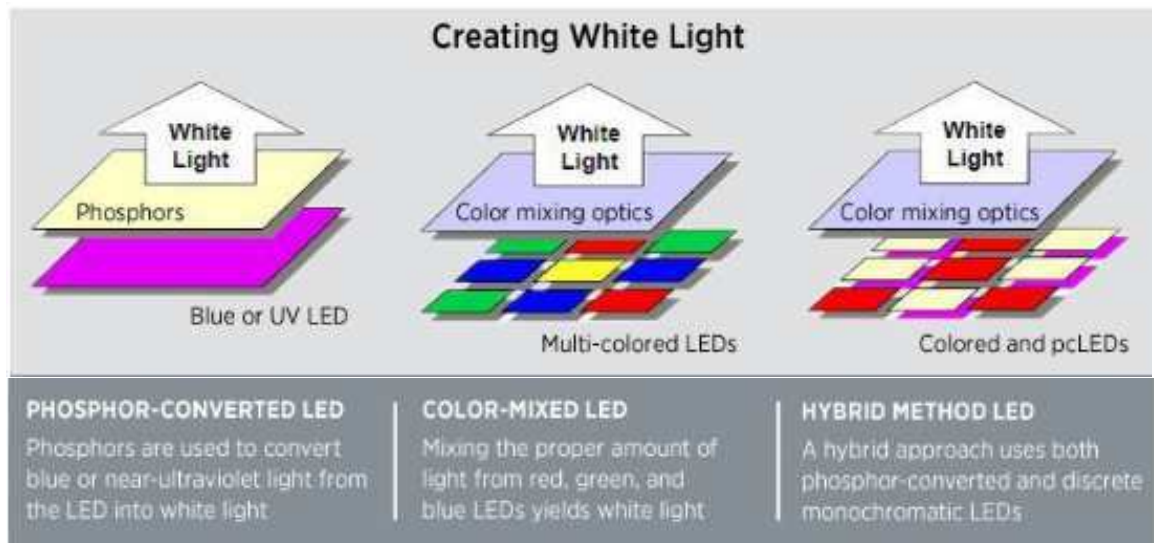 Creating White Light
White
Light
Phosphors
Blue or UV LED
White
Light
Color mixing optics
Multi-colored LEDs
White
Light
Color mixing optics
Colored and pcLEDs
PHOSPHOR-CONVERTED LED
Phosphors are used to convert
blue or near-ultraviolet light from
the LED into white light
COLOR-MIXED LED
Mixing the proper amount of
light from red, green, and
blue LEDs yields white light
HYBRID METHOD LED
A hybrid approach uses both
phosphor-converted and discrete
monochromatic LEDs